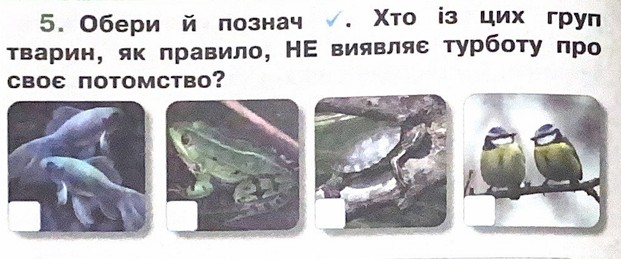 5. Обери й познач ✓. Хто із цих груп
тварин, як правило, НЕ виявляє турботу про
своє потомство?